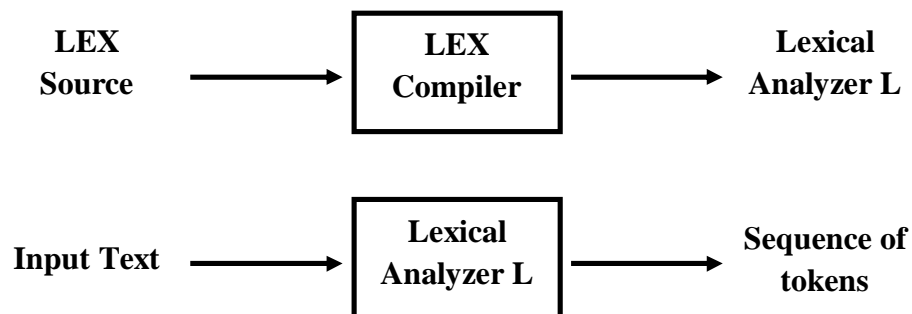 LEX
Source
LEX
Compiler
Lexical
Analyzer L
Input Text
Lexical
Analyzer L
Sequence of
tokens